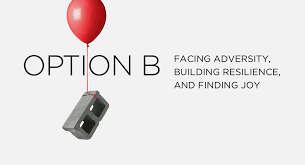 OPTION B
FACING ADVERSITY,
BUILDING RESILIENCE,
AND FINDING JOY